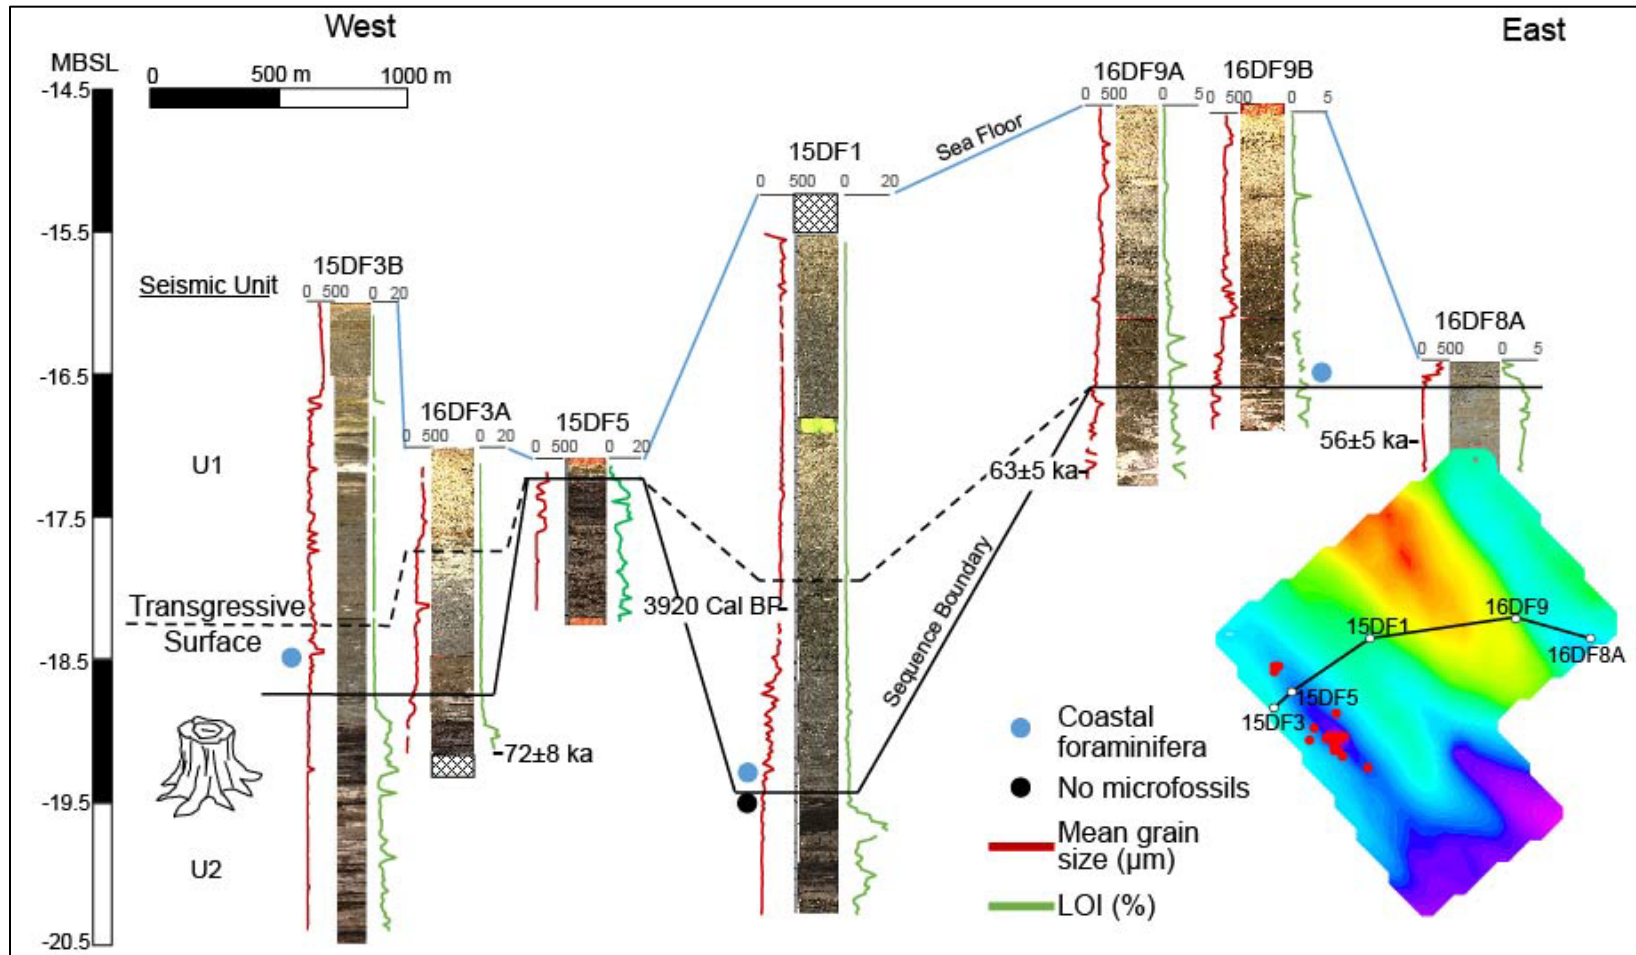 West
East
MBSL
0 500 m 1000 m
-14.5
-15.5
-16.5
-17.5
-18.5
-19.5
-20.5
Seismic Unit
U1
Transgressive
Surface
U2
15DF3B
0 500 0 20
16DF3A
0 500 0 20
15DF5
0 500 0 20
15DF1
0 500 0 20
Sea Floor
16DF9A
0 500 0 5
16DF9B
0 500 0 5
16DF8A
0 500 0 5
56±5 ka
63±5 ka
3920 Cal BP
72±8 ka
Sequence Boundary
Coastal
foraminifera
No microfossils
Mean grain
size (µm)
LOI (%)
16DF9
15DF1
16DF8A
15DF5
15DF3